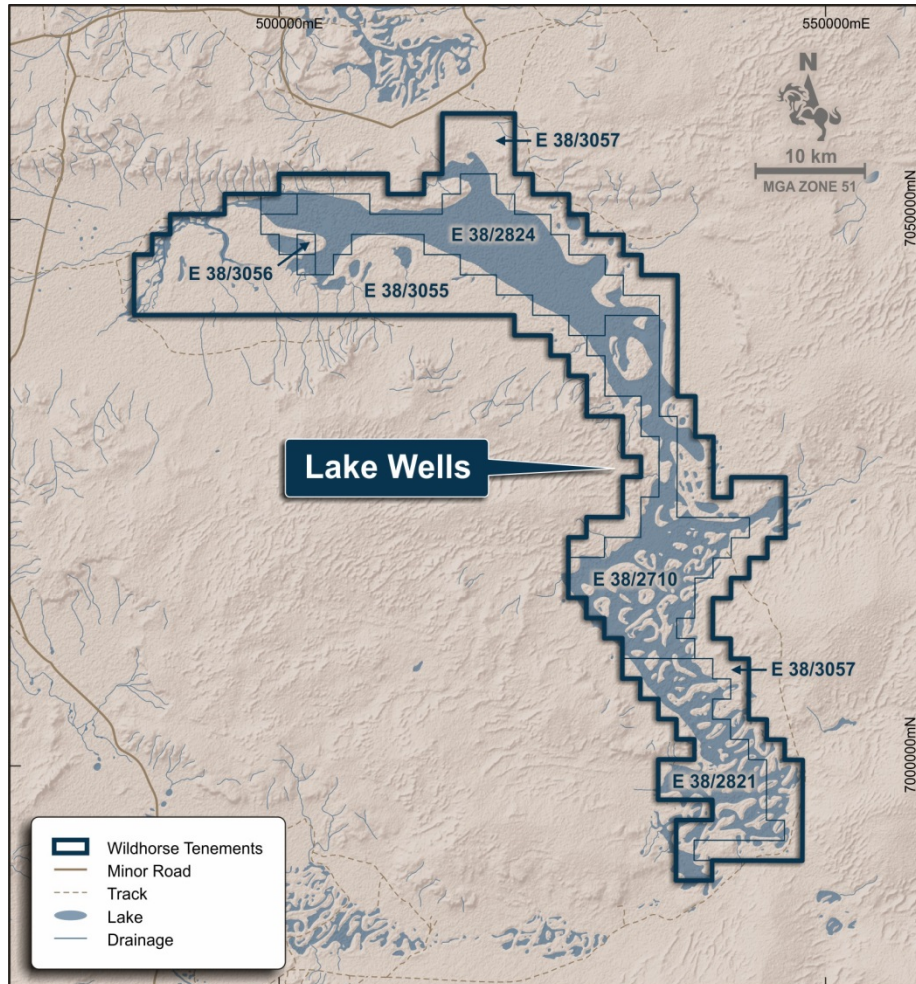 500000mE
550000mE
N
10 km
MGA ZONE 51
E 38/3057
7050000mN
E 38/2824
E 38/3056
E 38/3055
Lake Wells
E 38/2710
E 38/3057
7000000mN
E 38/2821
Wildhorse Tenements
Minor Road
Track
Lake
Drainage